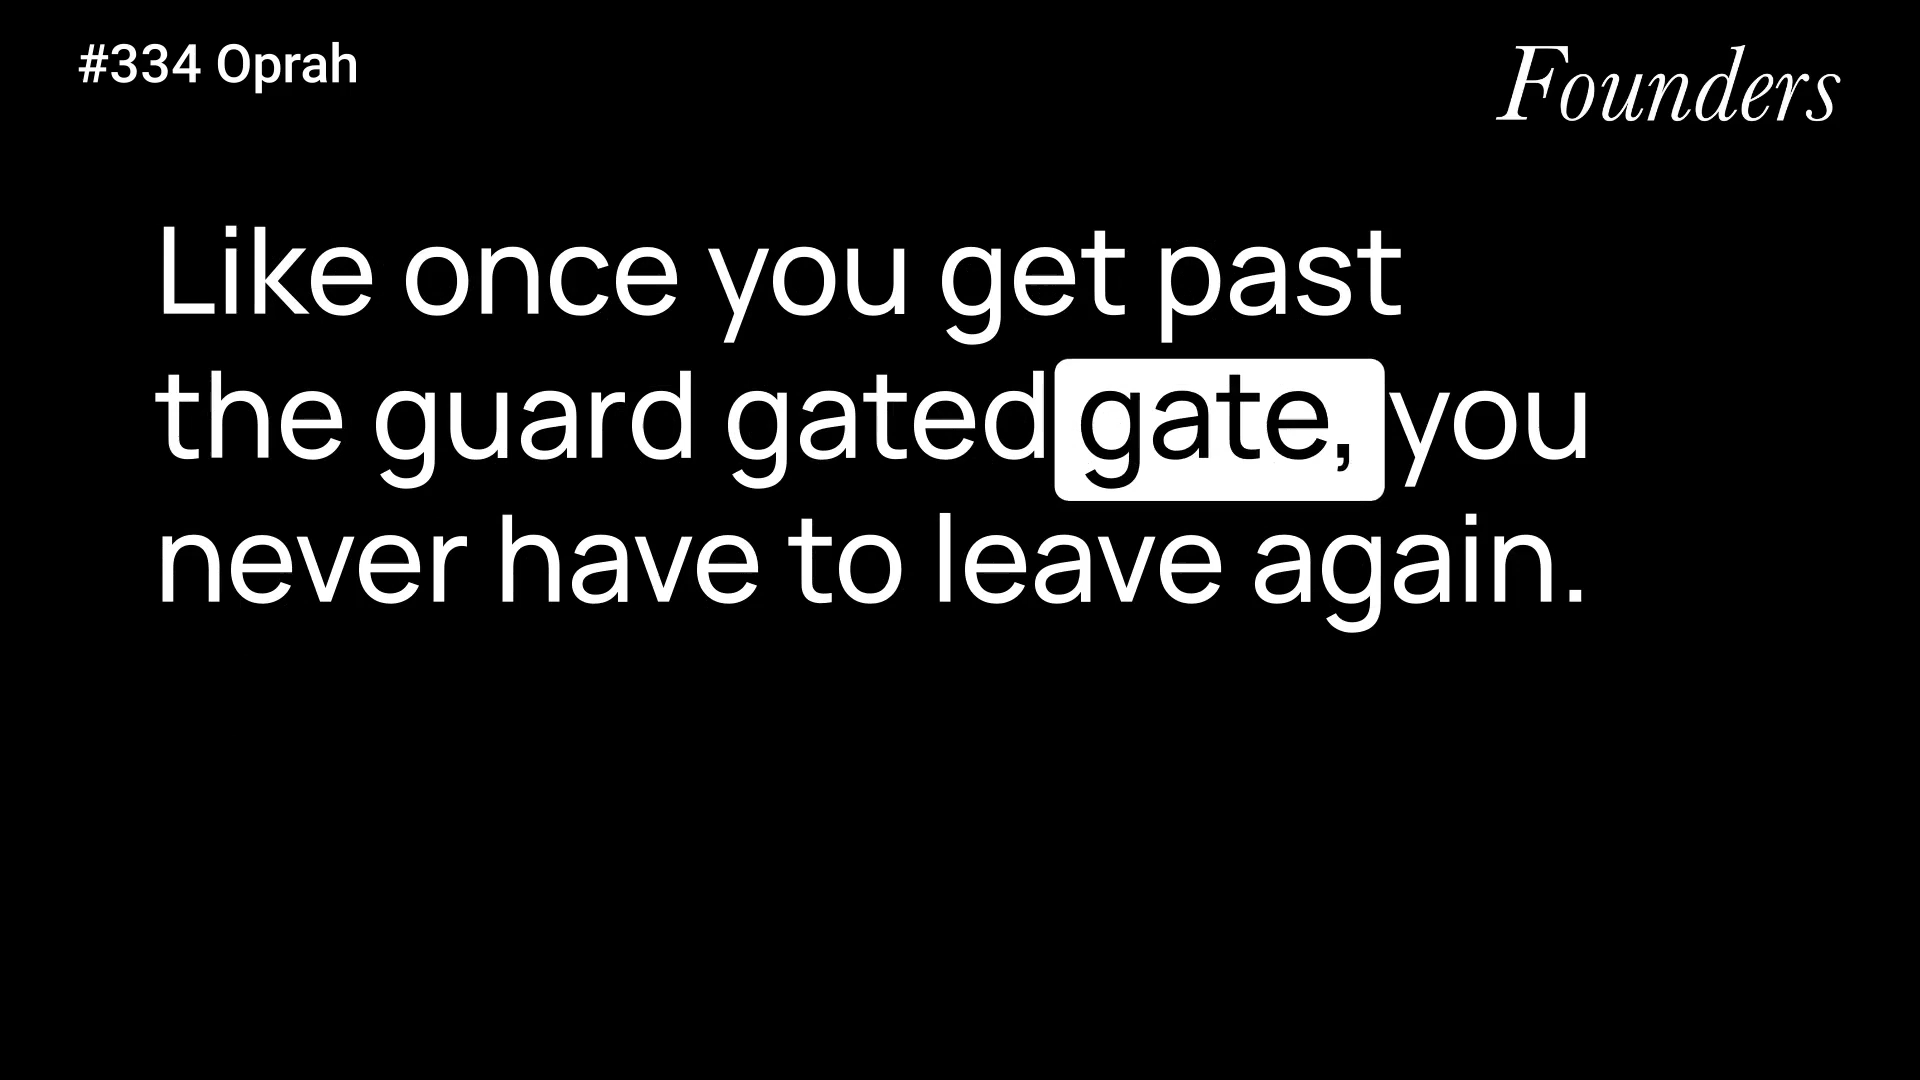 #334 Oprah
Founders
Like once you get past
the guard gated gate, you
never have to leave again.